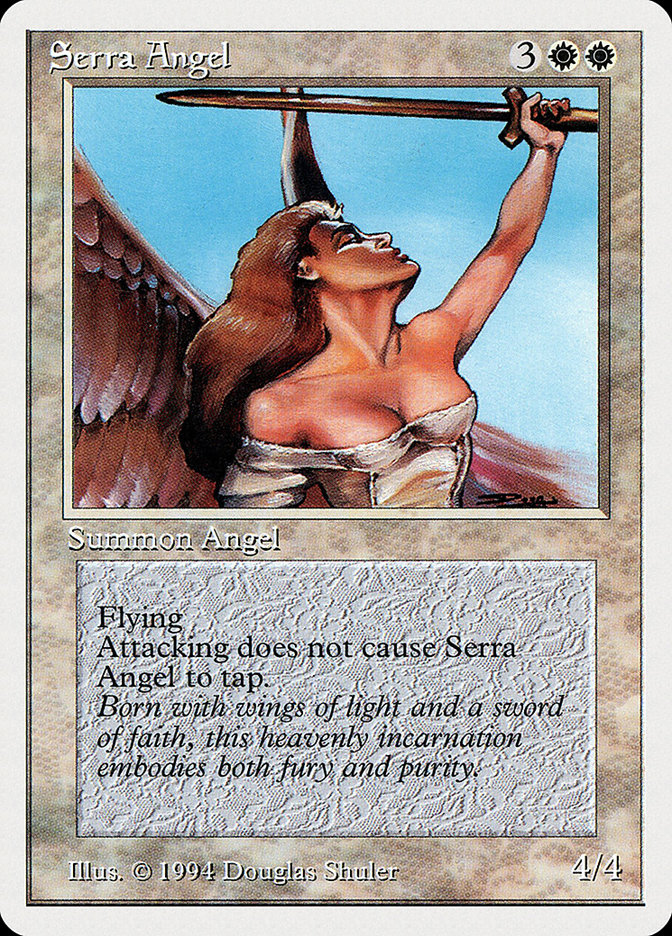 Serra Angel 3
Summon Angel
Flying
Attacking does not cause Serra
Angel to tap.
Born with wings of light and a sword
of faith, this heavenly incarnation
embodies both fury and purity.
Illus. © 1994 Douglas Shuler 4/4